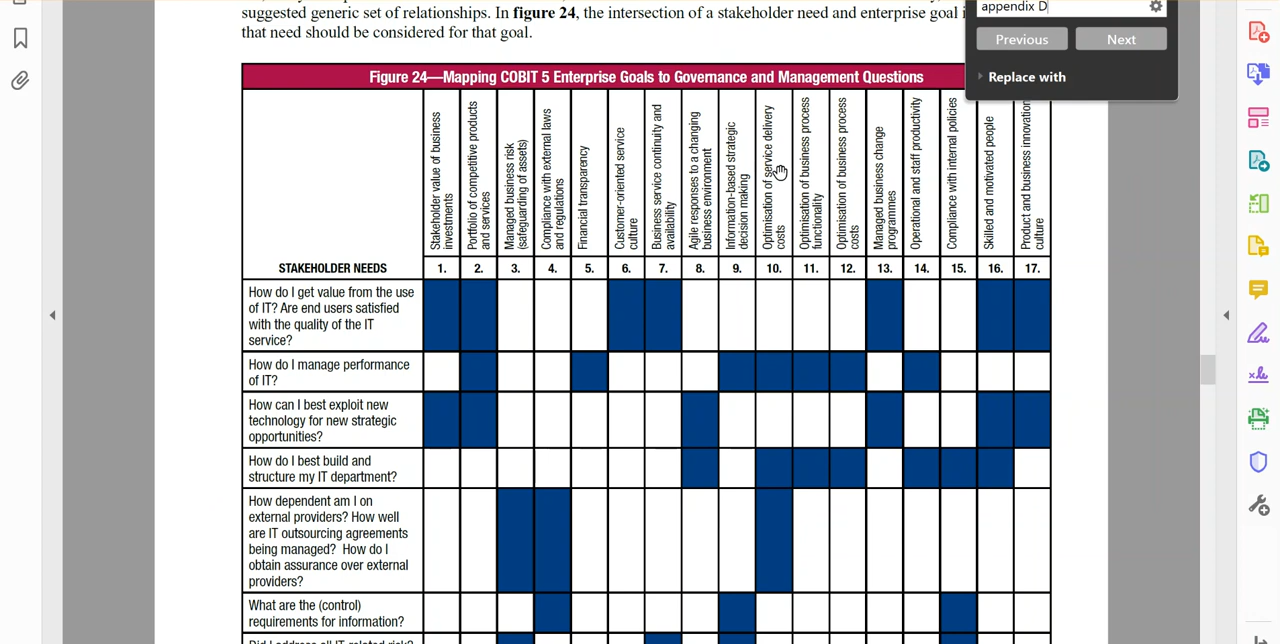 suggested generic set of relationships. In figure 24, the intersection of a stakeholder need and enterprise goal
that need should be considered for that goal.
appendix D
Previous
Next
Replace with
Figure 24—Mapping COBIT 5 Enterprise Goals to Governance and Management Questions
Stakeholder value of business
investments
Portfolio of competitive products
and services
Managed business risk
(safeguarding of assets)
Compliance with external laws
and regulations
Financial transparency
Customer-oriented service
culture
Business service continuity and
availability
Agile responses to a changing
business environment
Information-based strategic
decision making
Optimisation of service delivery
costs
Optimisation of business process
functionality
Optimisation of business process
costs
Managed business change
programmes
Operational and staff productivity
Compliance with internal policies
Skilled and motivated people
Product and business innovation
culture
STAKEHOLDER NEEDS 1. 2. 3. 4. 5. 6. 7. 8. 9. 10. 11. 12. 13. 14. 15. 16. 17.
How do I get value from the use
of IT? Are end users satisfied
with the quality of the IT
service?
How do I manage performance
of IT?
How can I best exploit new
technology for new strategic
opportunities?
How do I best build and
structure my IT department?
How dependent am I on
external providers? How well
are IT outsourcing agreements
being managed? How do I
obtain assurance over external
providers?
What are the (control)
requirements for information?
Did I address all IT-related risk?